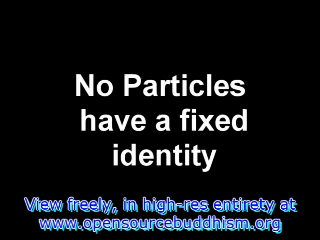 No Particles
have a fixed
identity
View freely, in high-res entirety at
www.opensourcebuddhism.org